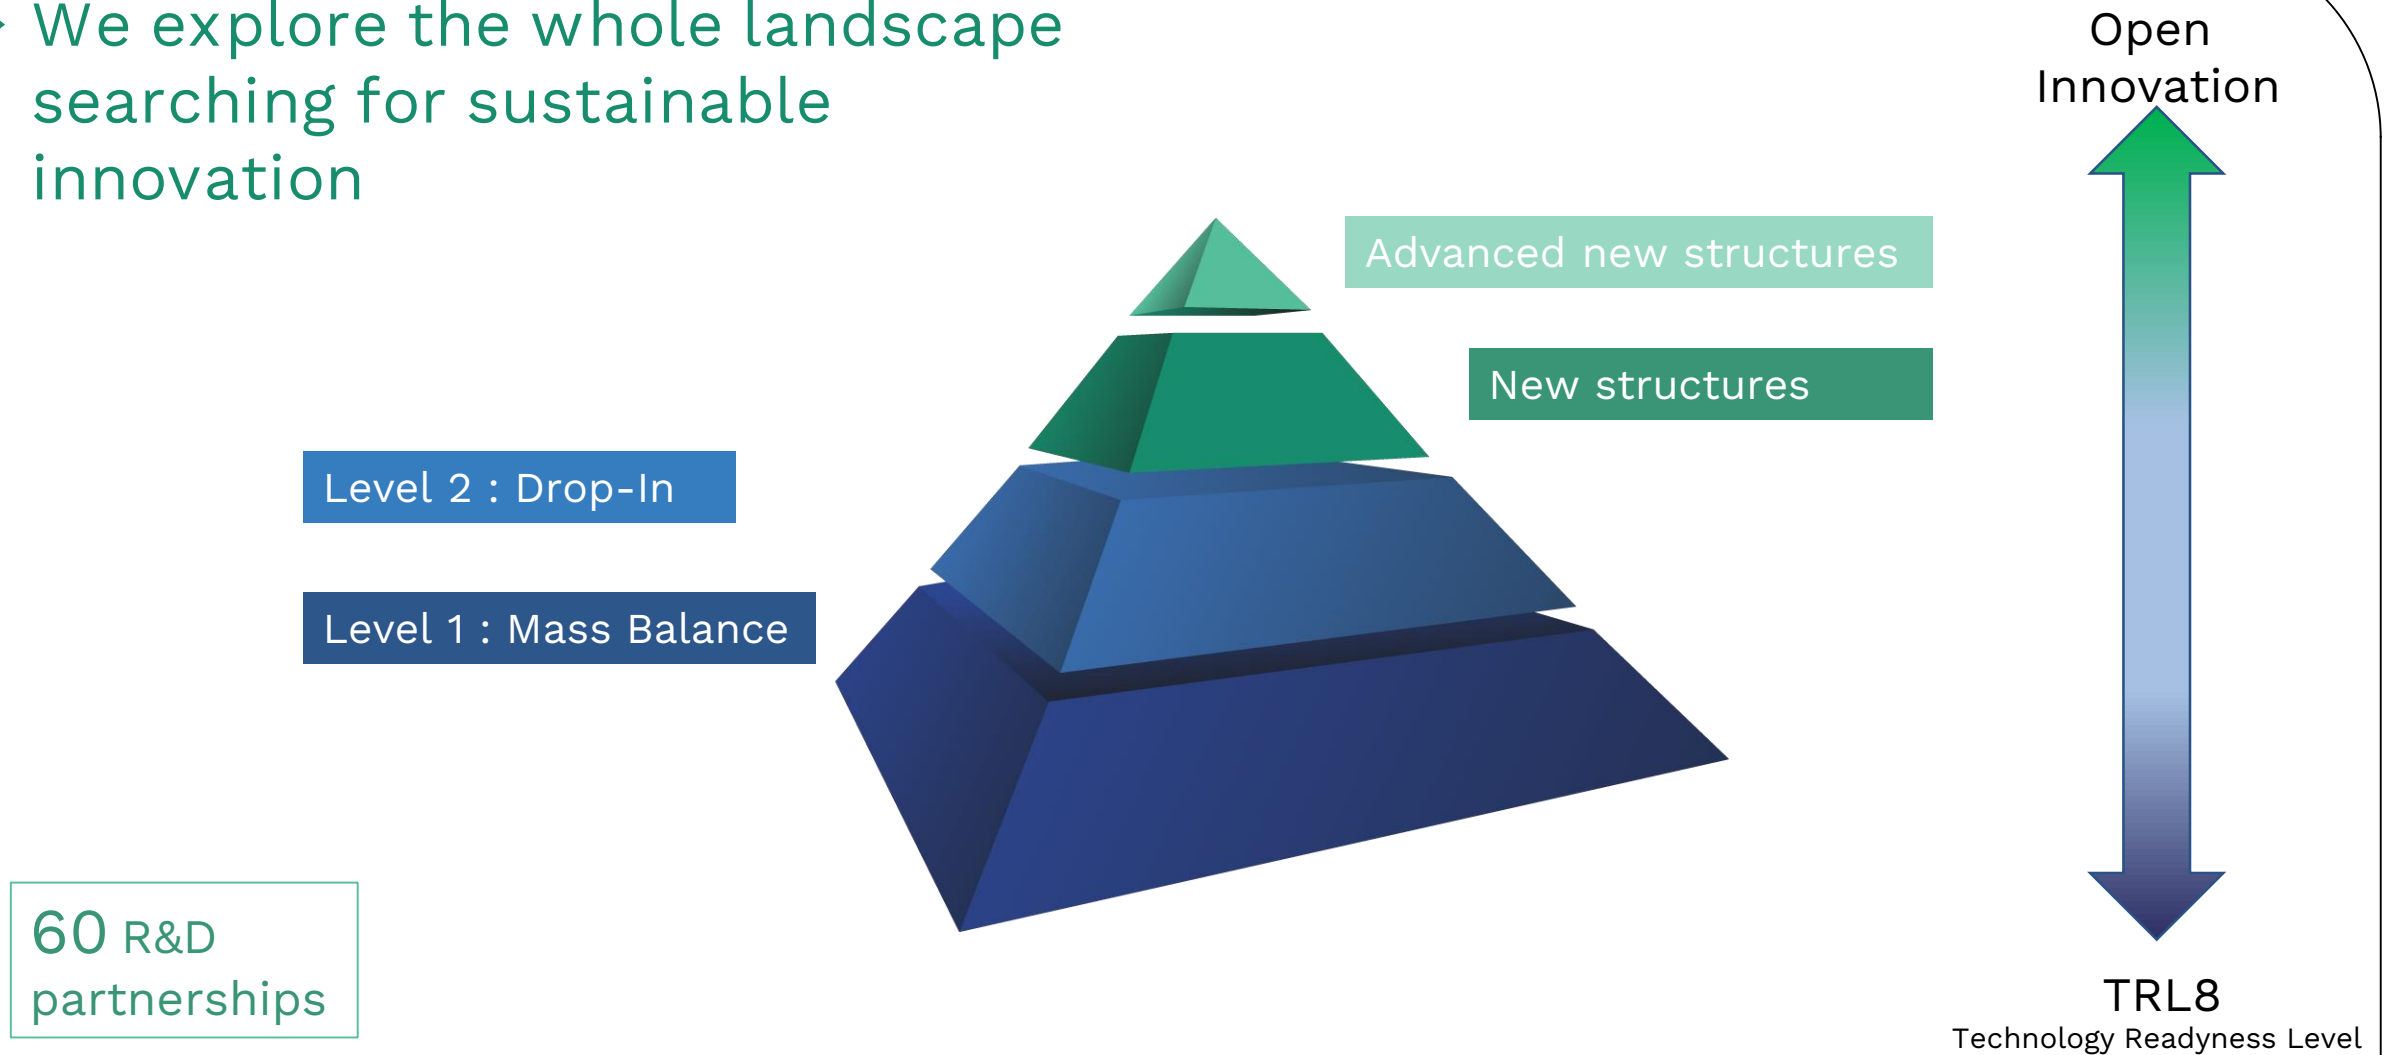 We explore the whole landscape
searching for sustainable
innovation
Open
Innovation
Advanced new structures
New structures
Level 2 : Drop-In
Level 1 : Mass Balance
60 R&D
partnerships
TRL8
Technology Readyness Level